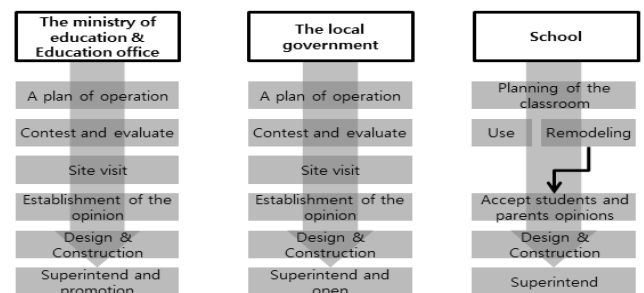 The ministry of
education &
Education office
A plan of operation
Contest and evaluate
Site visit
Establishment of the
opinion
Design &
Construction
Superintend and
promotion
The local
government
A plan of operation
Contest and evaluate
Site visit
Establishment of the
opinion
Design &
Construction
Superintend and
open
School
Planning of the
classroom
Use
Remodeling
Accept students and
parents opinions
Design &
Construction
Superintend